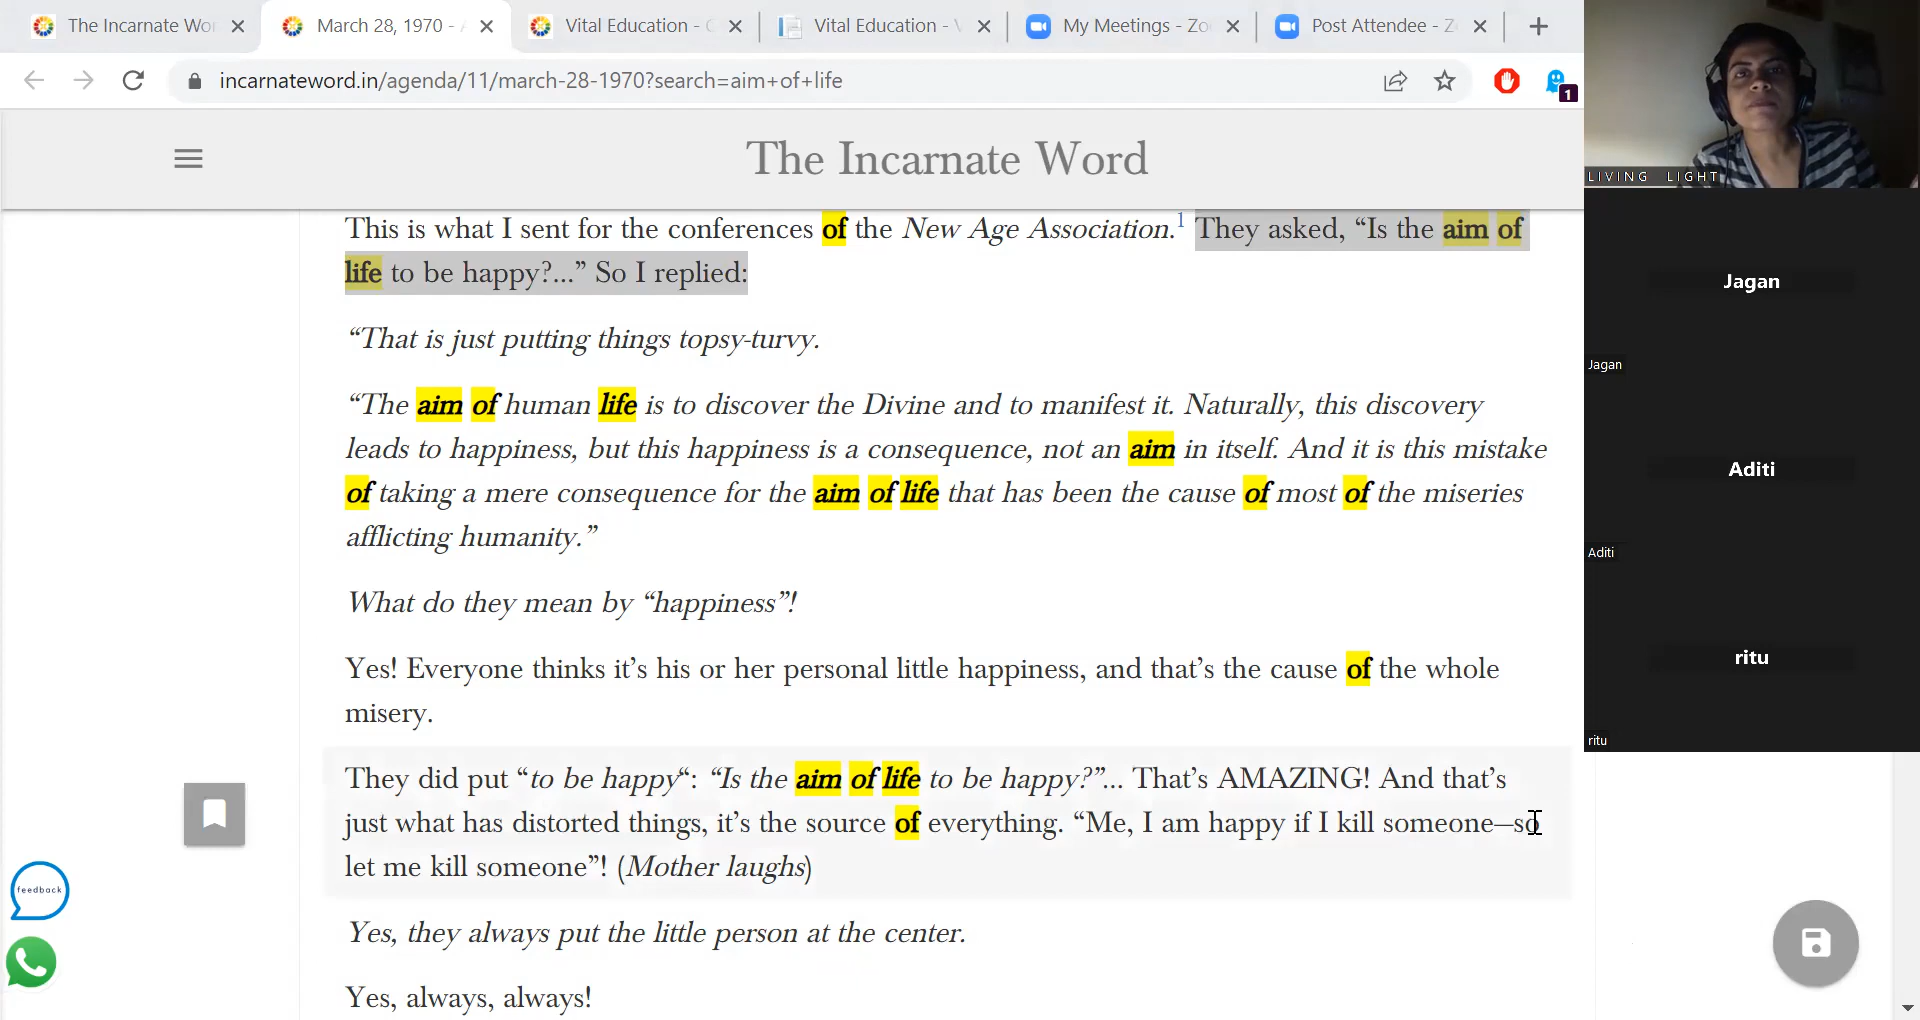 The Incarnate Wor
March 28, 1970 - A
Vital Education - C
Vital Education - V
My Meetings - Zo
Post Attendee - Z
incarnateword.in/agenda/11/march-28-1970?search=aim+of+life
1
The Incarnate Word
LIVING LIGHT
This is what I sent for the conferences of the New Age Association.1 They asked, “Is the aim of
life to be happy?...” So I replied:
“That is just putting things topsy-turvy.
“The aim of human life is to discover the Divine and to manifest it. Naturally, this discovery
leads to happiness, but this happiness is a consequence, not an aim in itself. And it is this mistake
of taking a mere consequence for the aim of life that has been the cause of most of the miseries
afflicting humanity.”
What do they mean by “happiness”!
Yes! Everyone thinks it’s his or her personal little happiness, and that’s the cause of the whole
misery.
They did put “to be happy“: “Is the aim of life to be happy?”... That’s AMAZING! And that’s
just what has distorted things, it’s the source of everything. “Me, I am happy if I kill someone—so
let me kill someone”! (Mother laughs)
Yes, they always put the little person at the center.
Yes, always, always!
feedback
Jagan
Jagan
Aditi
Aditi
ritu
ritu